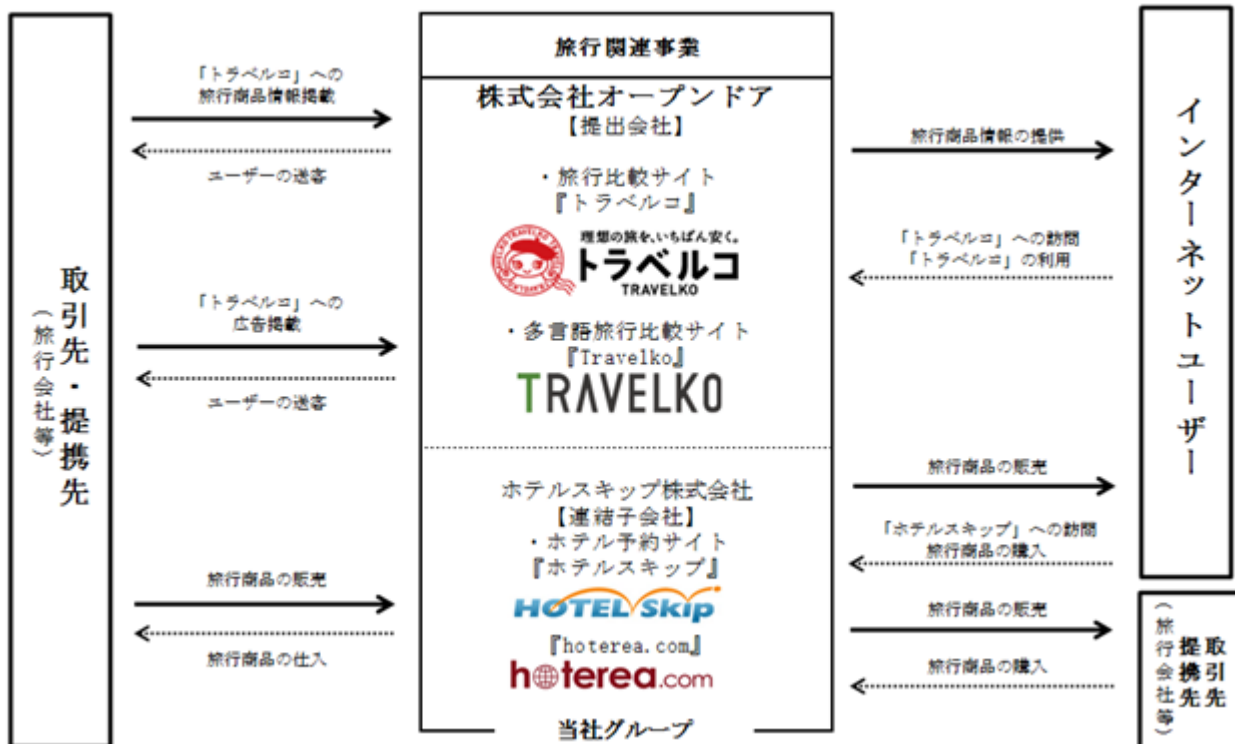 取引先・提携先
（旅行会社等）
「トラベルコ」への
旅行商品情報掲載
ユーザーの送客
「トラベルコ」への
広告掲載
ユーザーの送客
旅行商品の販売
旅行商品の仕入
旅行関連事業
株式会社オープンドア
【提出会社】
・旅行比較サイト
『トラベルコ』
理想の旅を、いちばん安く。
トラベルコ
TRAVELKO
・多言語旅行比較サイト
『Travelko』
TRAVELKO
ホテルスキップ株式会社
【連結子会社】
・ホテル予約サイト
『ホテルスキップ』
HOTEL Skip
『hoterea.com』
hoterea.com
当社グループ
旅行商品情報の提供
「トラベルコ」への訪問
「トラベルコ」の利用
旅行商品の販売
「ホテルスキップ」への訪問
旅行商品の購入
旅行商品の販売
旅行商品の購入
インターネットユーザー
取引先
提携先
（旅行会社等）